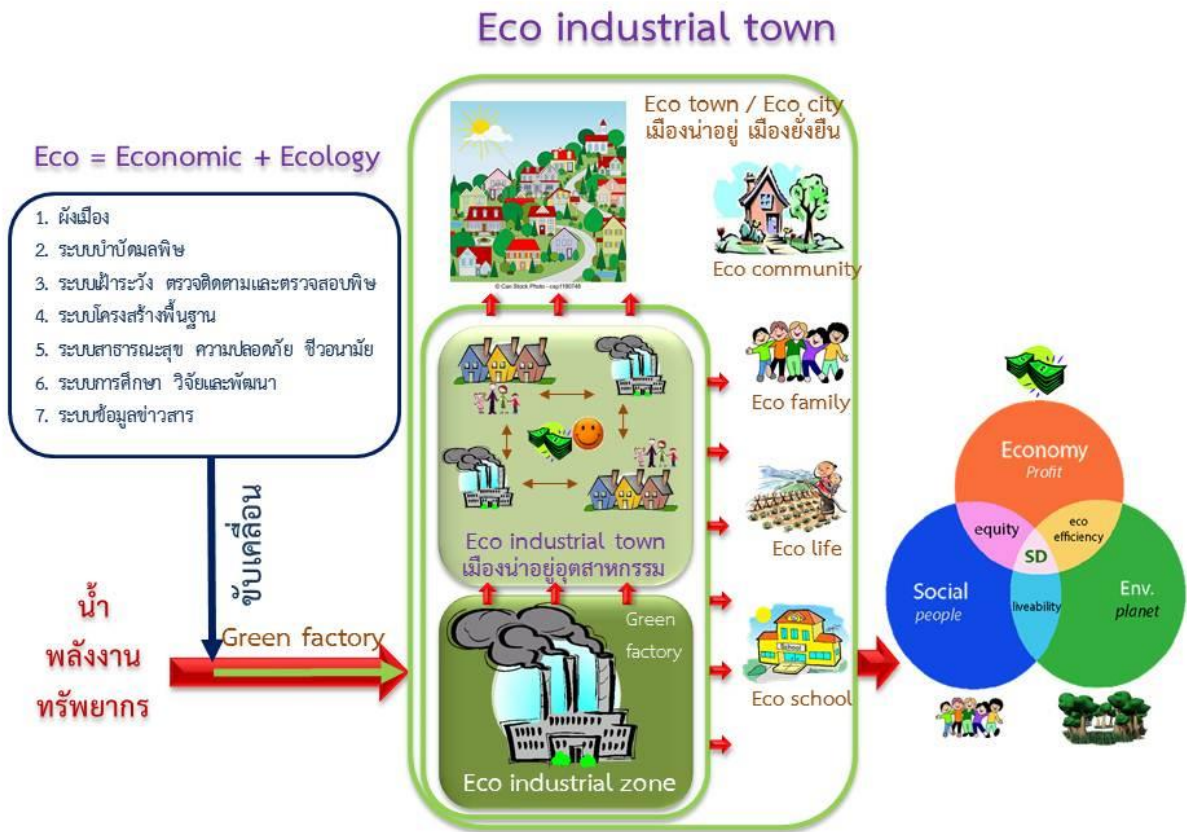 Eco industrial town
Eco = Economic + Ecology
1. ผังเมือง
2. ระบบบำบัดมลพิษ
3. ระบบเฝ้าระวัง ตรวจติดตามและตรวจสอบพิษ
4. ระบบโครงสร้างพื้นฐาน
5. ระบบสาธารณะสุข ความปลอดภัย ชีวอนามัย
6. ระบบการศึกษา วิจัยและพัฒนา
7. ระบบข้อมูลข่าวสาร
ขับเคลื่อน
น้ำ
พลังงาน
ทรัพยากร
Green factory
Eco town / Eco city
เมืองน่าอยู่ เมืองยั่งยืน
© Can Stock Photo - csp1190748
Eco community
Eco family
Eco life
Eco school
Eco industrial town
เมืองน่าอยู่อุตสาหกรรม
Green
factory
Eco industrial zone
Economy
Profit
equity
eco
efficiency
SD
Social
people
liveability
Env.
planet